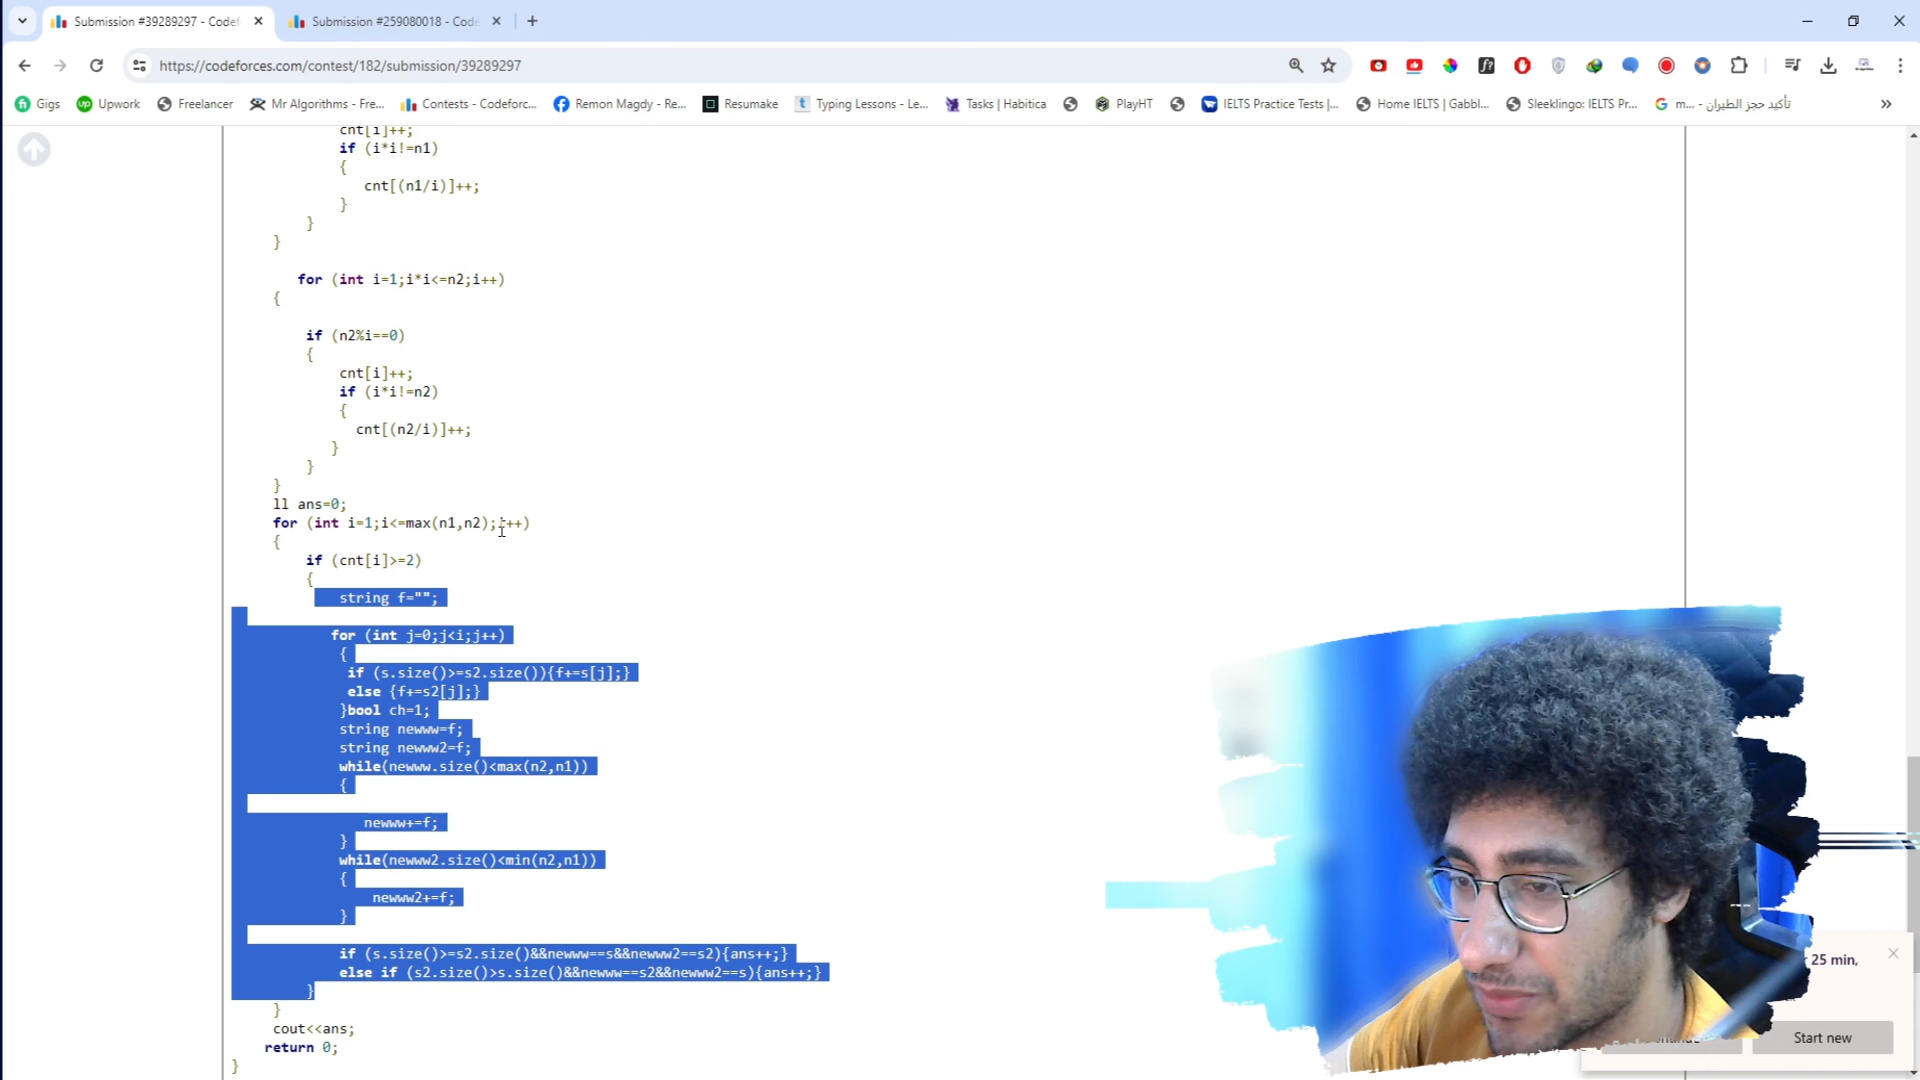 Submission #39289297 - Codef
Submission #259080018 - Code
https://codeforces.com/contest/182/submission/39289297
Gigs
Upwork
Freelancer
Mr Algorithms - Fre...
Contests - Codeforc...
Remon Magdy - Re...
Resumake
Typing Lessons - Le...
Tasks | Habitica
PlayHT
IELTS Practice Tests |...
Home IELTS | Gabbl...
Sleeklingo: IELTS Pr...
m... - تأكيد حجز الطيران
cnt[i]++;
if (i*i!=n1)
{
cnt[(n1/i)]++;
}
}
}
for (int i=1;i*i<=n2;i++)
{
if (n2%i==0)
{
cnt[i]++;
if (i*i!=n2)
{
cnt[(n2/i)]++;
}
}
}
ll ans=0;
for (int i=1;i<=max(n1,n2);i++)
{
if (cnt[i]>=2)
{
string f="";
for (int j=0;j<i;j++)
{
if (s.size()>=s2.size()){f+=s[j];}
else {f+=s2[j];}
}bool ch=1;
string newww=f;
string newww2=f;
while(newww.size()<max(n2,n1))
{
newww+=f;
}
while(newww2.size()<min(n2,n1))
{
newww2+=f;
}
if (s.size()>=s2.size()&&newww==s&&newww2==s2){ans++;}
else if (s2.size()>s.size()&&newww==s2&&newww2==s){ans++;}
}
}
cout<<ans;
return 0;
}
25 min,
Start new